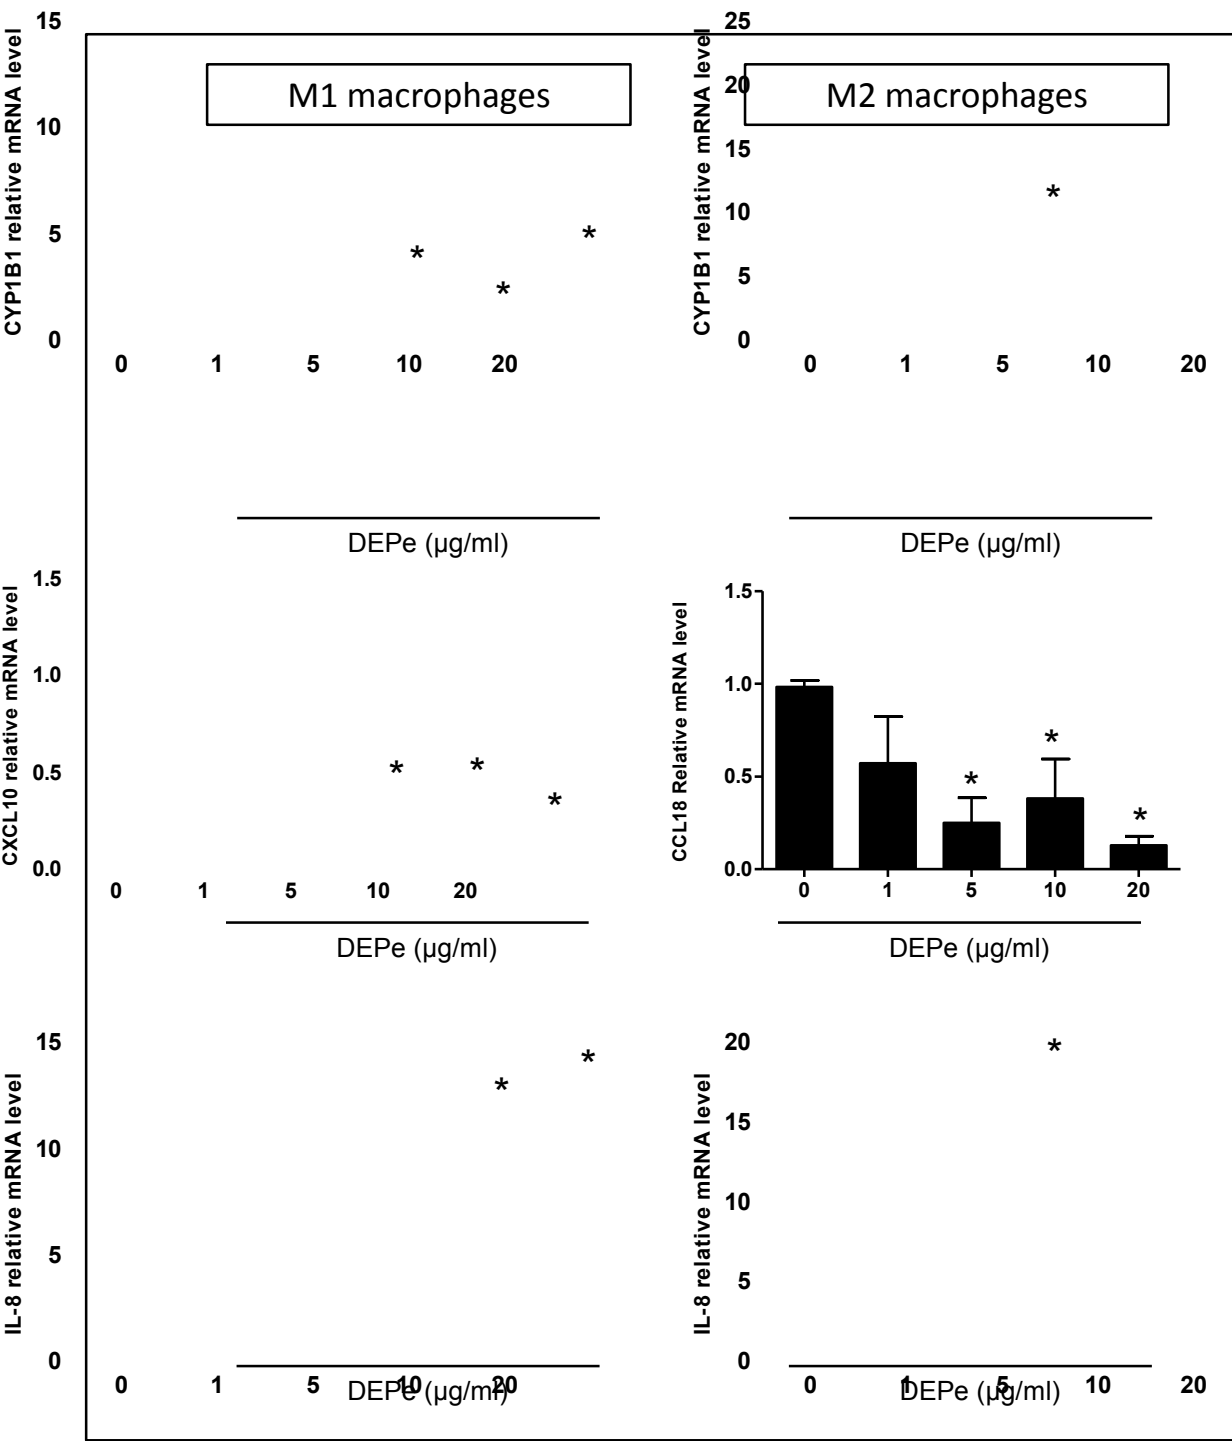 M1 macrophages
M2 macrophages
CYP1B1 relative mRNA level
15
10
5
0
*
*
*
0 1 5 10 20
DEPe (µg/ml)
CYP1B1 relative mRNA level
25
20
15
10
5
0
*
0 1 5 10 20
DEPe (µg/ml)
CXCL10 relative mRNA level
1.5
1.0
0.5
0.0
*
*
*
0 1 5 10 20
DEPe (µg/ml)
CCL18 Relative mRNA level
1.5
1.0
0.5
0.0
*
*
*
0 1 5 10 20
DEPe (µg/ml)
IL-8 relative mRNA level
15
10
5
0
*
*
0 1 5 10 20
DEPe (µg/ml)
IL-8 relative mRNA level
20
15
10
5
0
*
0 1 5 10 20
DEPe (µg/ml)